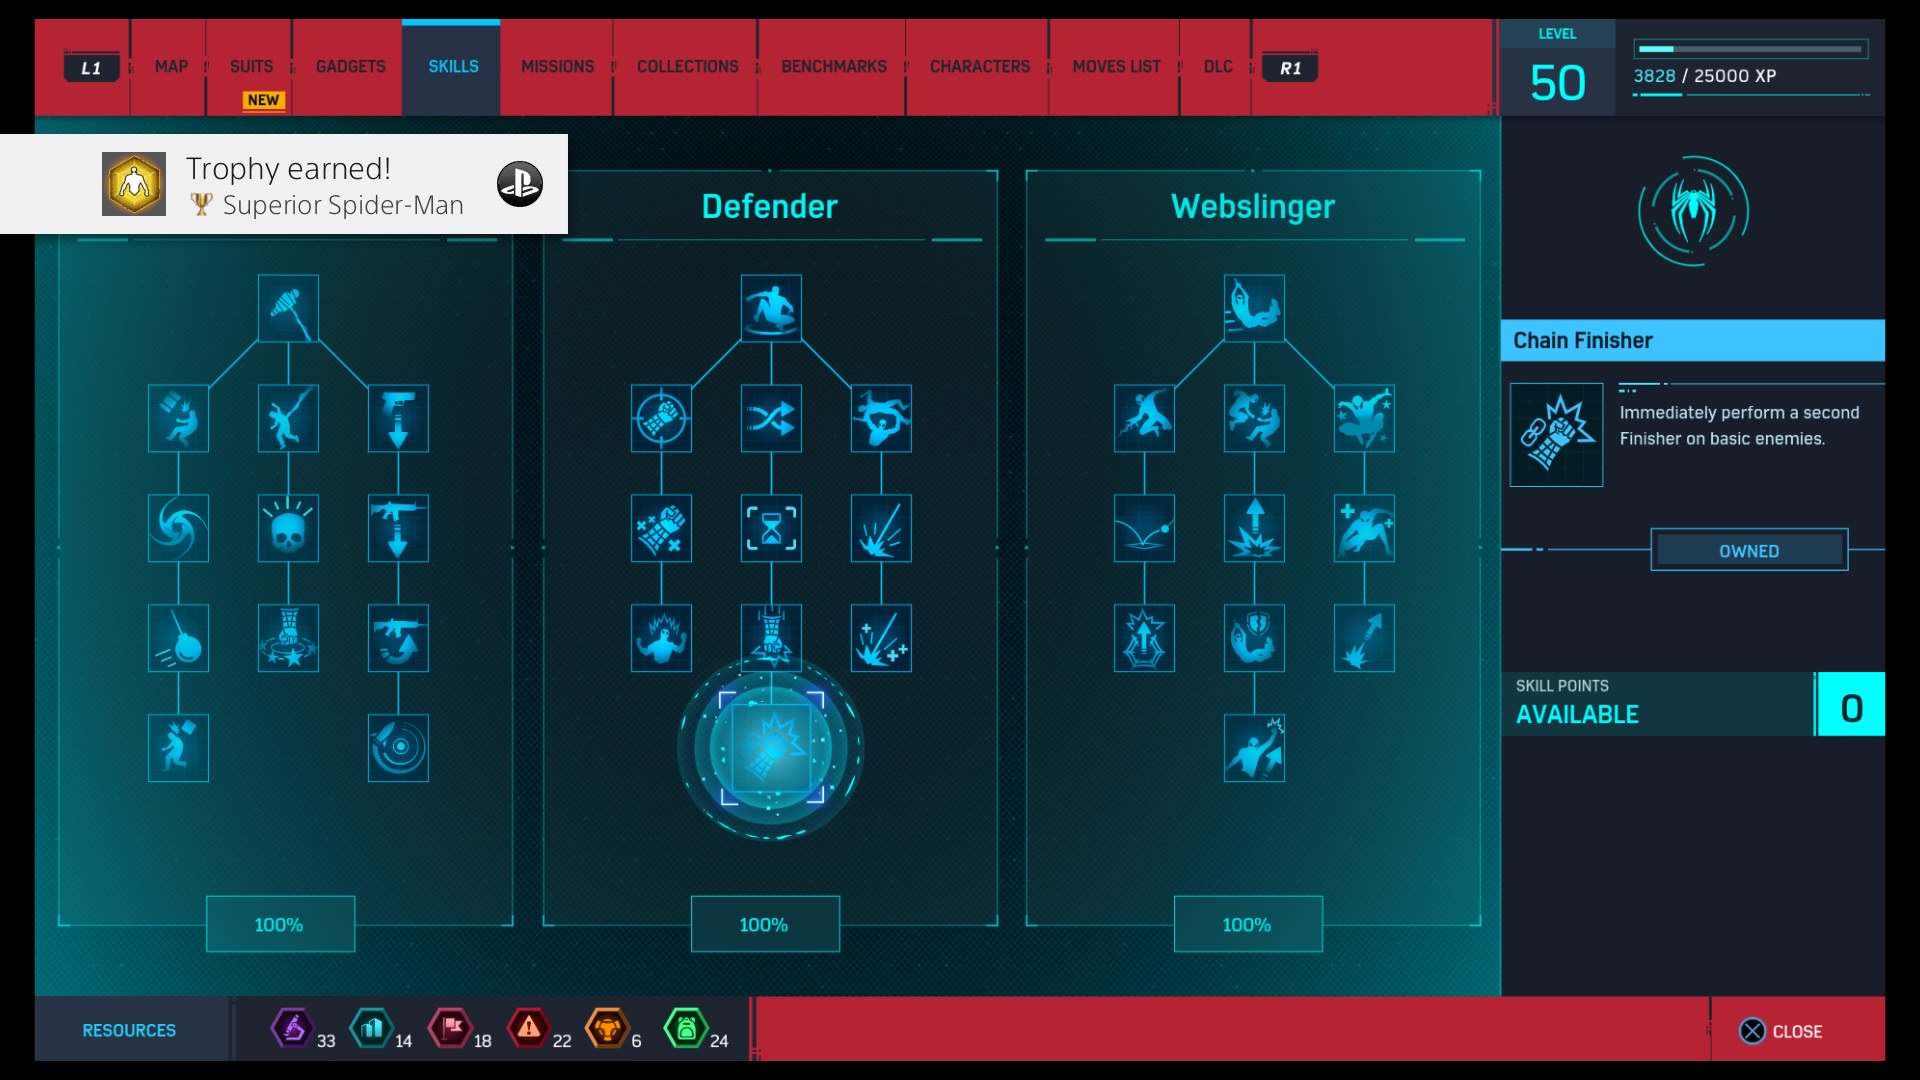 L1
MAP
SUITS
NEW
GADGETS
SKILLS
MISSIONS
COLLECTIONS
BENCHMARKS
CHARACTERS
MOVES LIST
DLC
R1
LEVEL
50
3828 / 25000 XP
Trophy earned!
Superior Spider-Man
Defender
Webslinger
Chain Finisher
Immediately perform a second
Finisher on basic enemies.
OWNED
SKILL POINTS
AVAILABLE
0
100%
100%
100%
RESOURCES
33
14
18
22
6
24
CLOSE